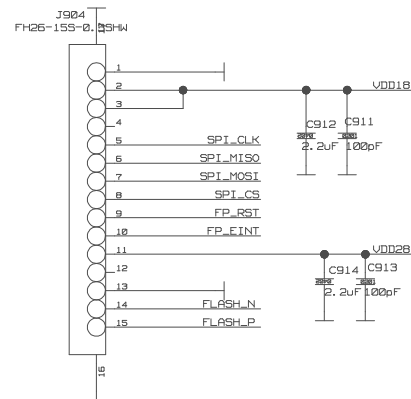 J904
FH26-15S-0.3SHW
1
2
VDD18
3
C912 C911
4
2.2uF 100pF
5 SPI_CLK
6 SPI_MISO
7 SPI_MOSI
8 SPI_CS
9 FP_RST
10 FP_EINT
11
VDD28
12
C914 C913
13
2.2uF 100pF
14 FLASH_N
15 FLASH_P
16